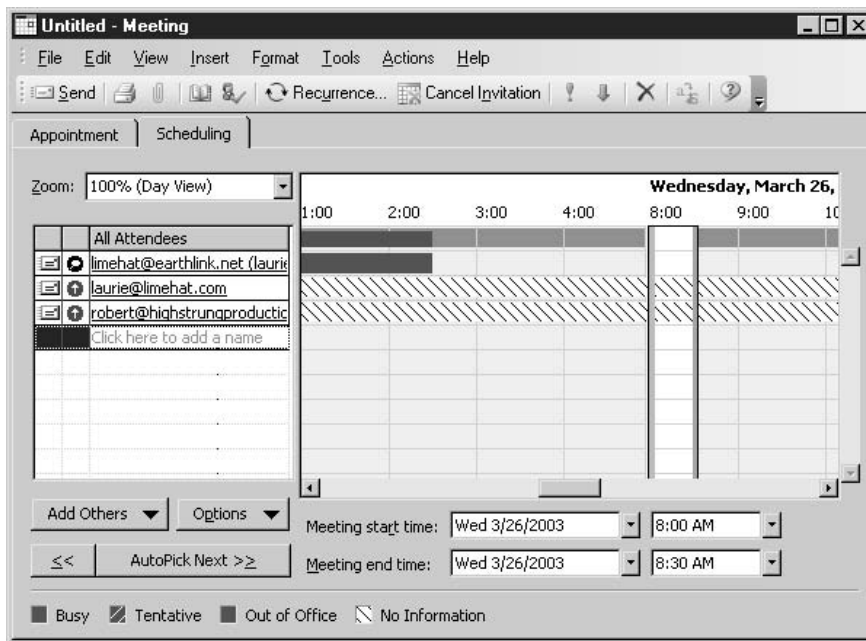 Untitled - Meeting
File Edit View Insert Format Tools Actions Help
Send Recurrence... Cancel Invitation
Appointment Scheduling
Zoom: 100% (Day View)
Wednesday, March 26,
1:00 2:00 3:00 4:00 8:00 9:00 10
All Attendees
limehat@earthlink.net (laurie
laurie@limehat.com
robert@highstrungproductic
Click here to add a name
Add Others Options
Meeting start time: Wed 3/26/2003 8:00 AM
<< AutoPick Next >>
Meeting end time: Wed 3/26/2003 8:30 AM
Busy Tentative Out of Office No Information